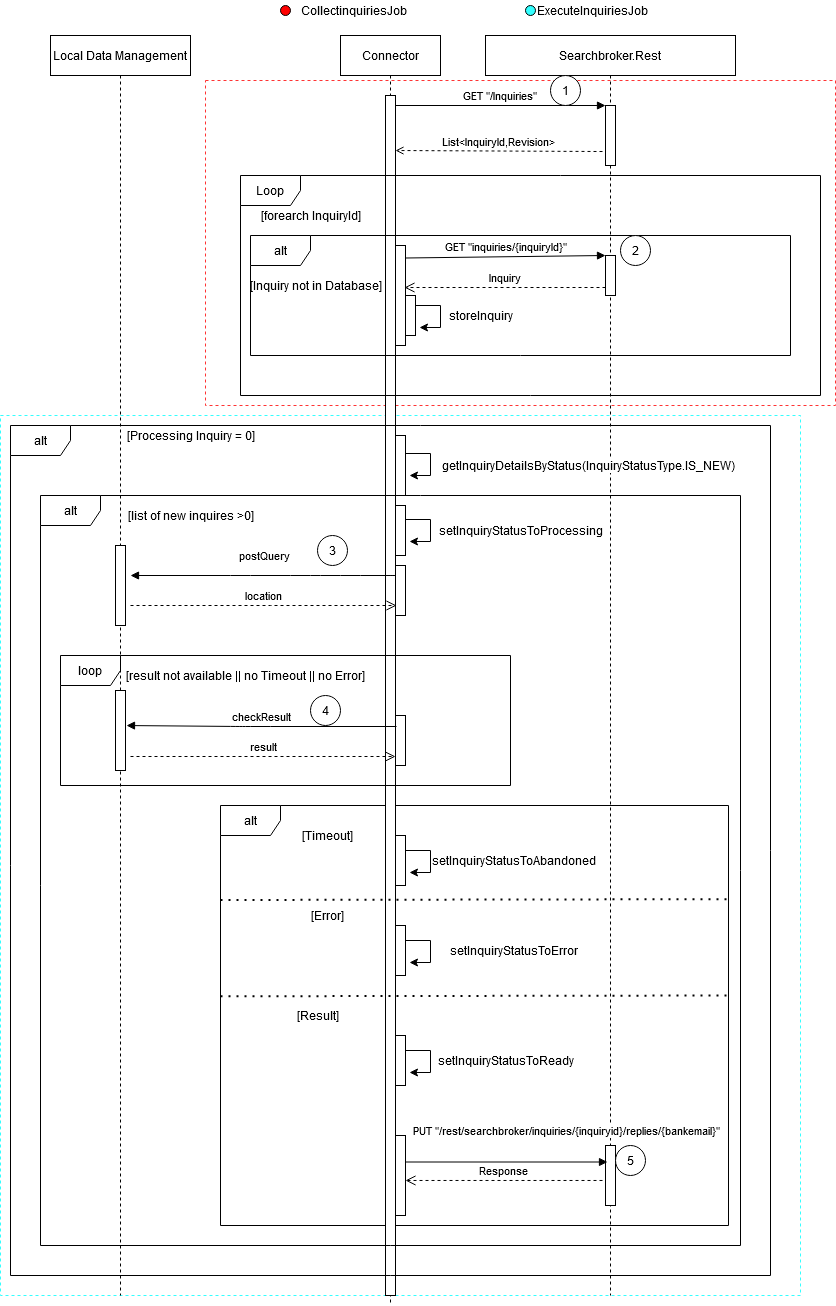 CollectinquiriesJob
ExecuteInquiriesJob
Local Data Management
Connector
Searchbroker.Rest
GET "/Inquiries"
1
List<InquiryId,Revision>
Loop
[forearch InquiryId]
alt
GET "inquiries/{inquiryId}"
2
[Inquiry not in Database]
Inquiry
storeInquiry
alt
[Processing Inquiry = 0]
getInquiryDetailsByStatus(InquiryStatusType.IS_NEW)
alt
[list of new inquires >0]
setInquiryStatusToProcessing
postQuery
3
location
loop
[result not available || no Timeout || no Error]
checkResult
4
result
alt
[Timeout]
setInquiryStatusToAbandoned
[Error]
setInquiryStatusToError
[Result]
setInquiryStatusToReady
PUT "/rest/searchbroker/inquiries/{inquiryid}/replies/{bankemail}"
5
Response